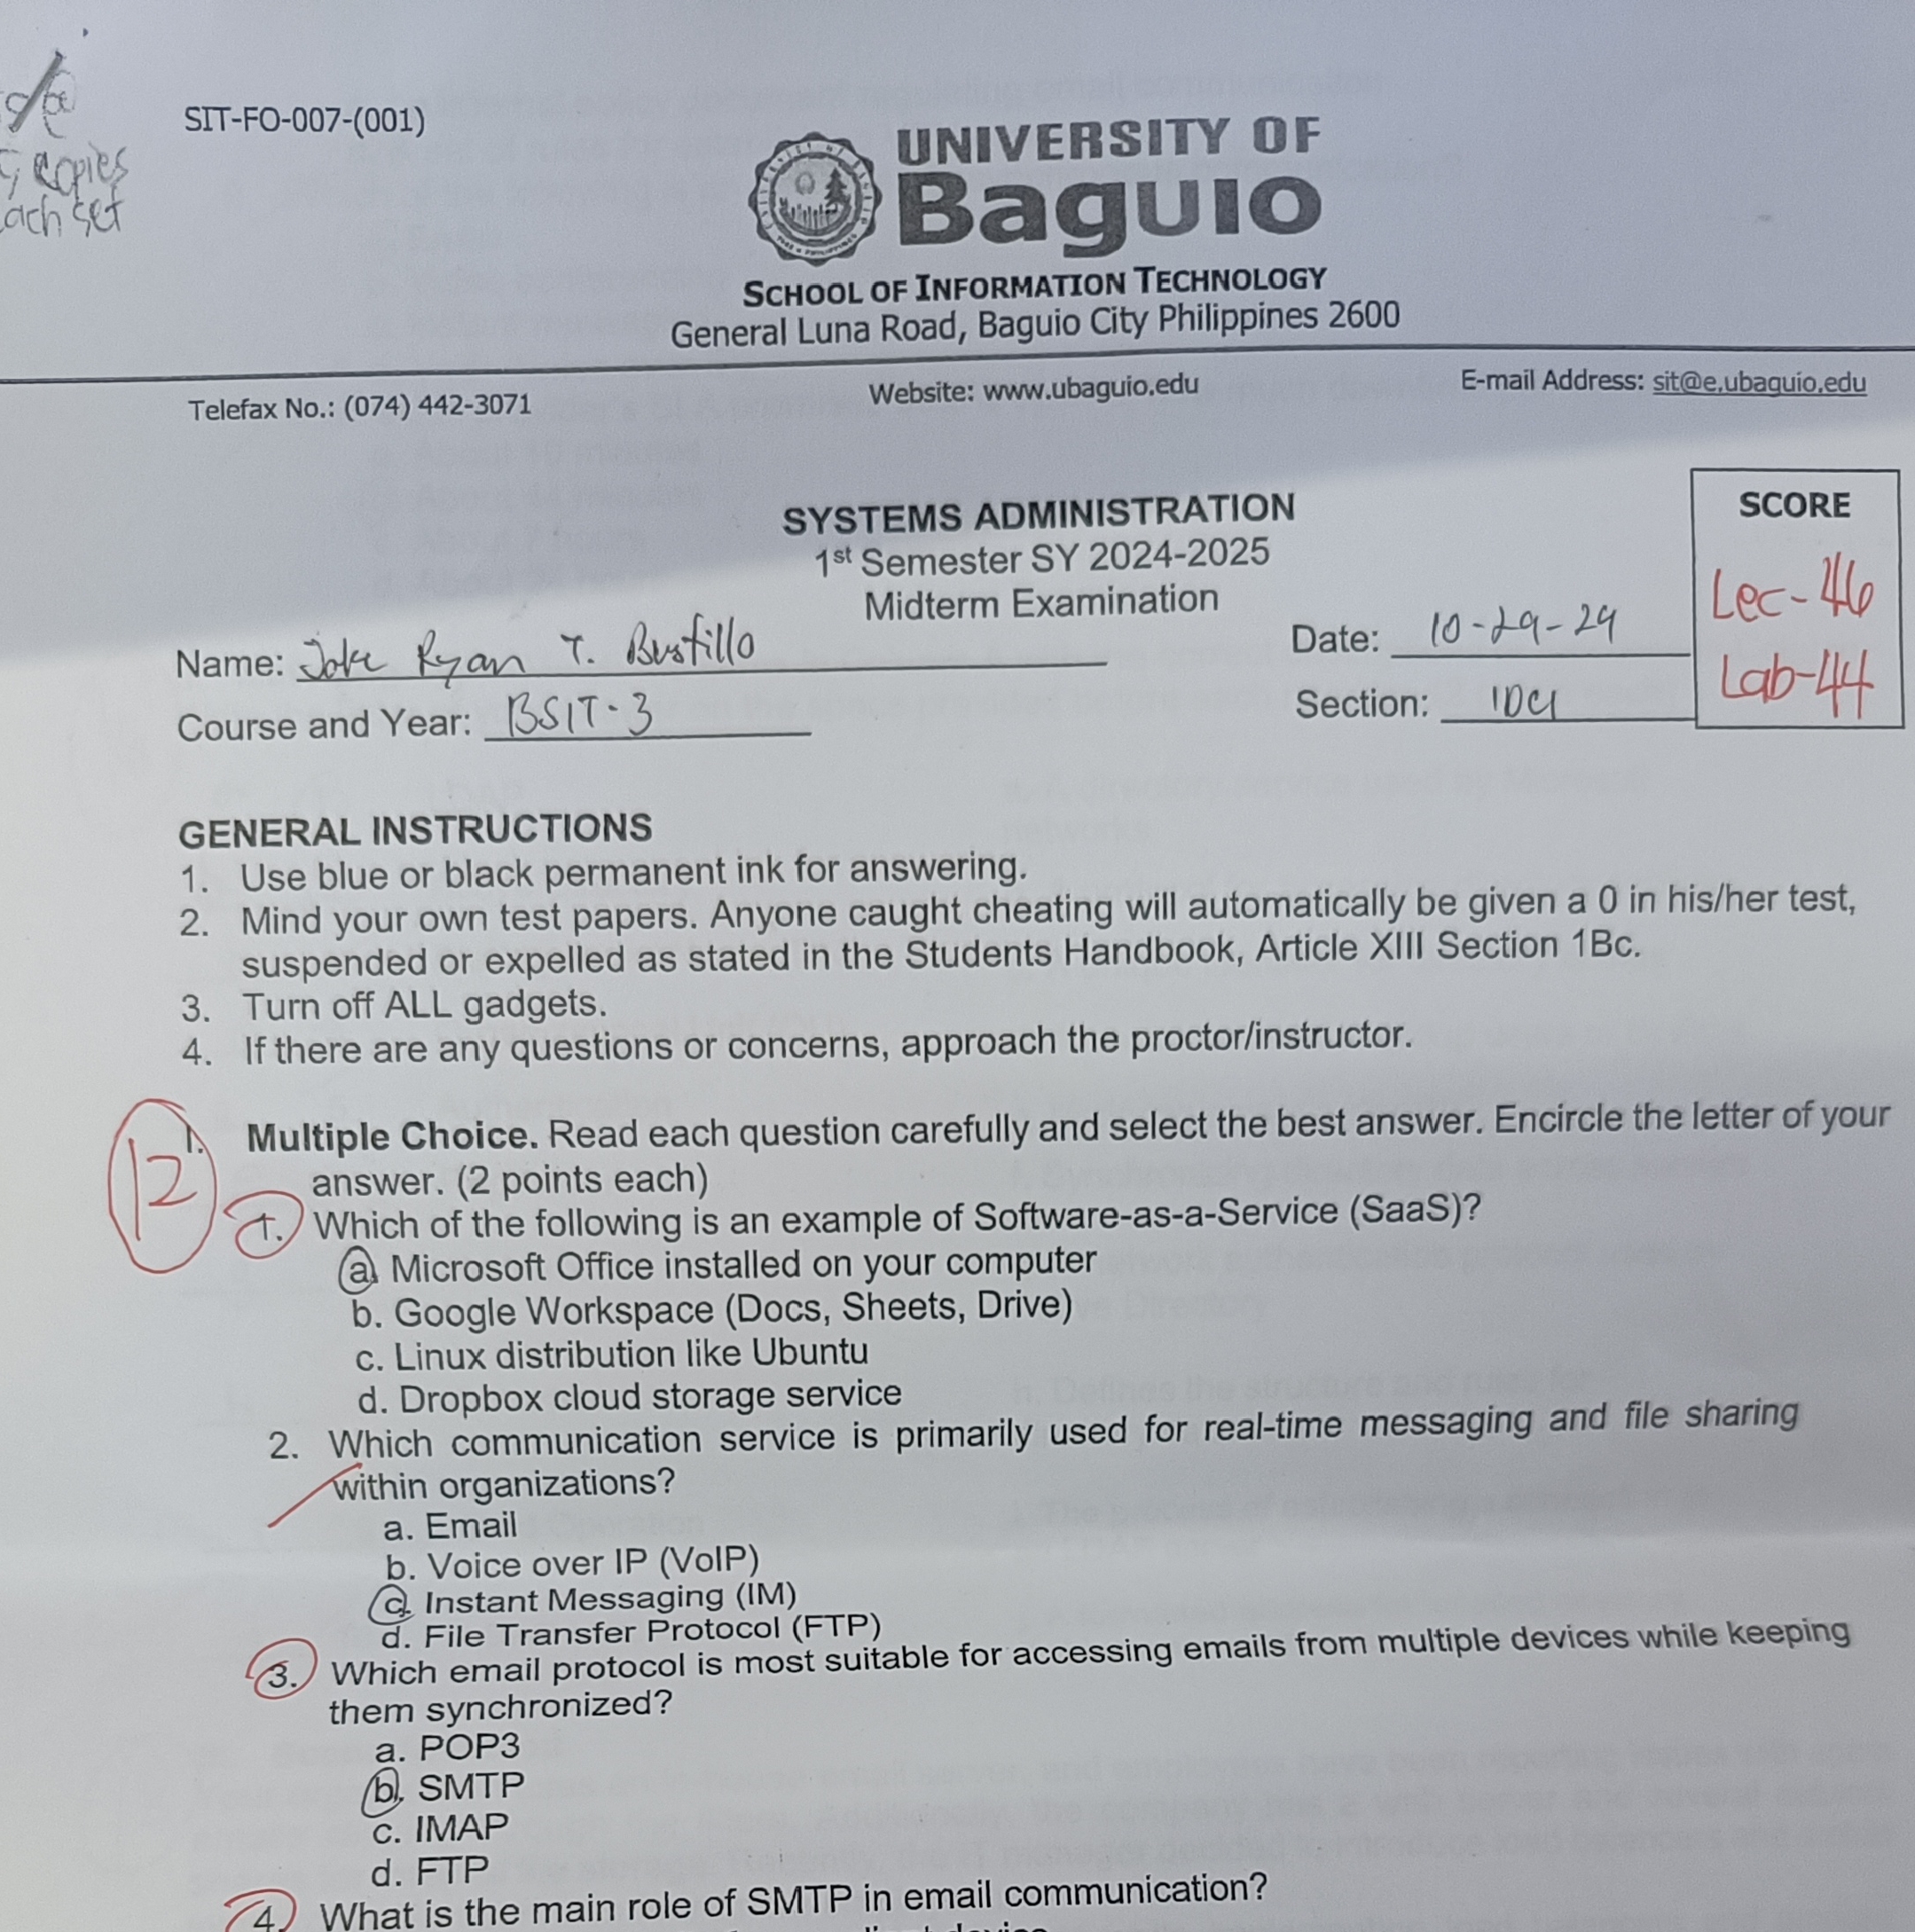 copies
ach set
SIT-FO-007-(001)
UNIVERSITY OF
Baguio
SCHOOL OF INFORMATION TECHNOLOGY
General Luna Road, Baguio City Philippines 2600
Telefax No.: (074) 442-3071 Website: www.ubaguio.edu E-mail Address: sit@e.ubaguio.edu
SYSTEMS ADMINISTRATION
1st Semester SY 2024-2025
Midterm Examination
SCORE
Lec-46
Lab-44
Name: Jake Ryan T. Bustillo Date: 10-29-24
Course and Year: BSIT-3 Section:
GENERAL INSTRUCTIONS
1. Use blue or black permanent ink for answering.
2. Mind your own test papers. Anyone caught cheating will automatically be given a 0 in his/her test,
suspended or expelled as stated in the Students Handbook, Article XIII Section 1Bc.
3. Turn off ALL gadgets.
4. If there are any questions or concerns, approach the proctor/instructor.
12
I. Multiple Choice. Read each question carefully and select the best answer. Encircle the letter of your
answer. (2 points each)
1. Which of the following is an example of Software-as-a-Service (SaaS)?
a. Microsoft Office installed on your computer
b. Google Workspace (Docs, Sheets, Drive)
c. Linux distribution like Ubuntu
d. Dropbox cloud storage service
2. Which communication service is primarily used for real-time messaging and file sharing
within organizations?
a. Email
b. Voice over IP (VoIP)
c. Instant Messaging (IM)
d. File Transfer Protocol (FTP)
3. Which email protocol is most suitable for accessing emails from multiple devices while keeping
them synchronized?
a. POP3
b. SMTP
c. IMAP
d. FTP
4. What is the main role of SMTP in email communication?